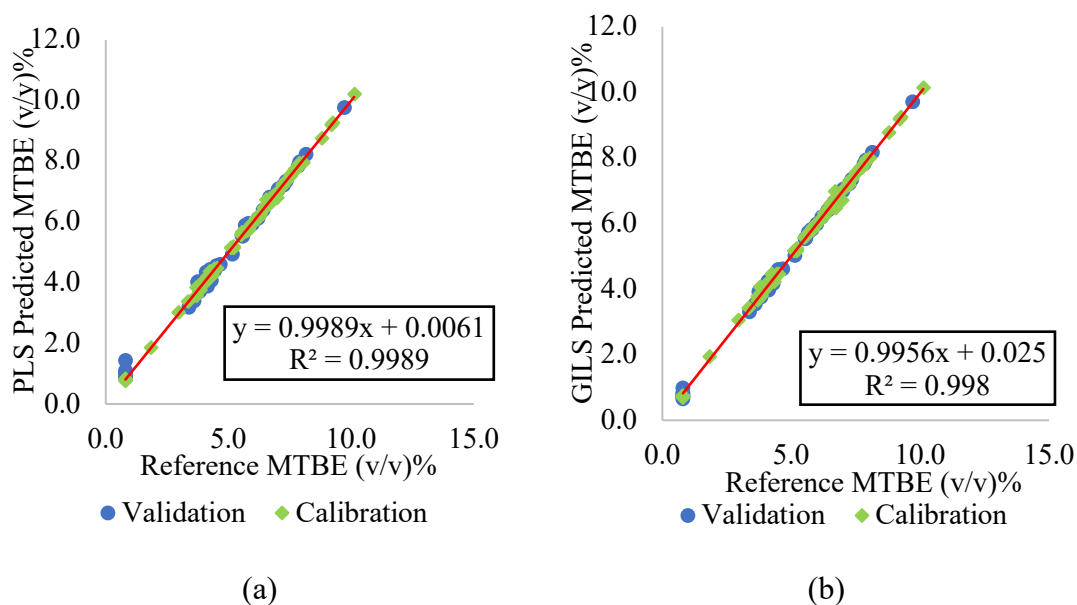 12.0
10.0
8.0
6.0
4.0
2.0
0.0
PLS Predicted MTBE (v/v)%
y = 0.9989x + 0.0061
R² = 0.9989
0.0 5.0 10.0 15.0
Reference MTBE (v/v)%
Validation Calibration
(a)
12.0
10.0
8.0
6.0
4.0
2.0
0.0
GILS Predicted MTBE (v/v)%
y = 0.9956x + 0.025
R² = 0.998
0.0 5.0 10.0 15.0
Reference MTBE (v/v)%
Validation Calibration
(b)